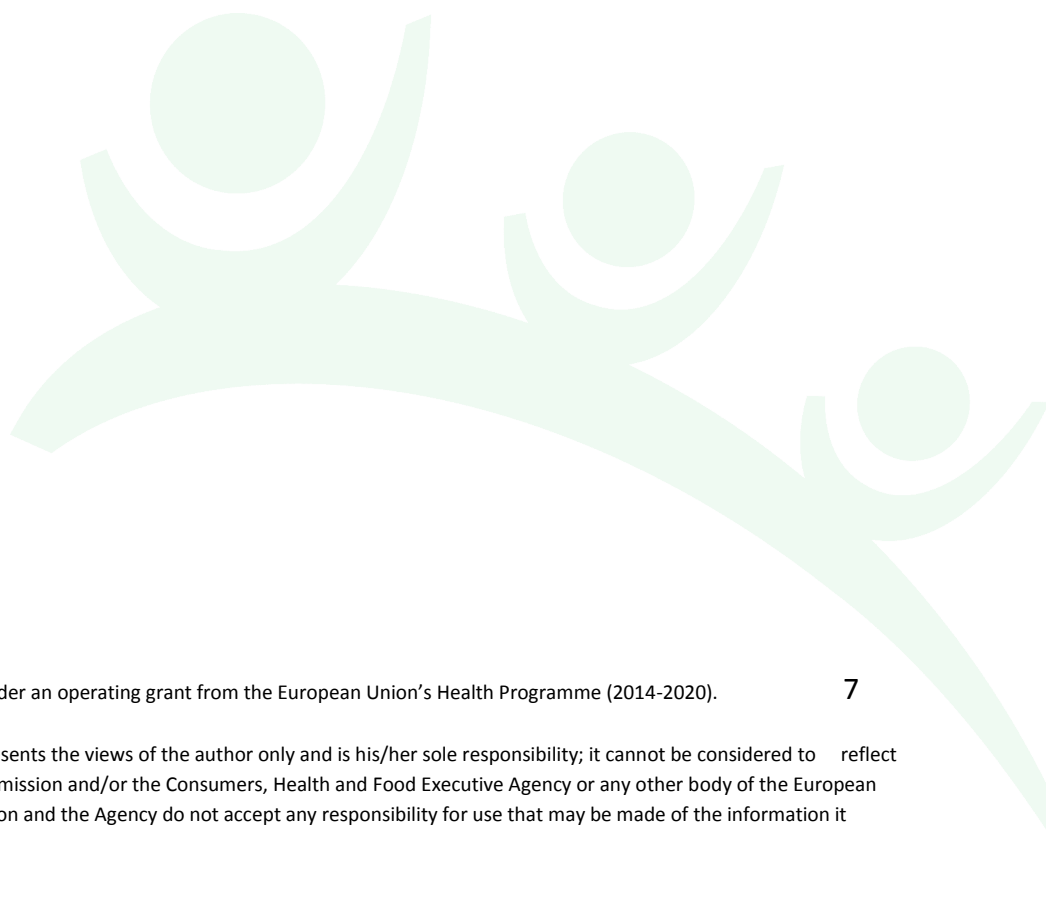 der an operating grant from the European Union’s Health Programme (2014-2020). 7
sents the views of the author only and is his/her sole responsibility; it cannot be considered to reflect
mission and/or the Consumers, Health and Food Executive Agency or any other body of the European
on and the Agency do not accept any responsibility for use that may be made of the information it